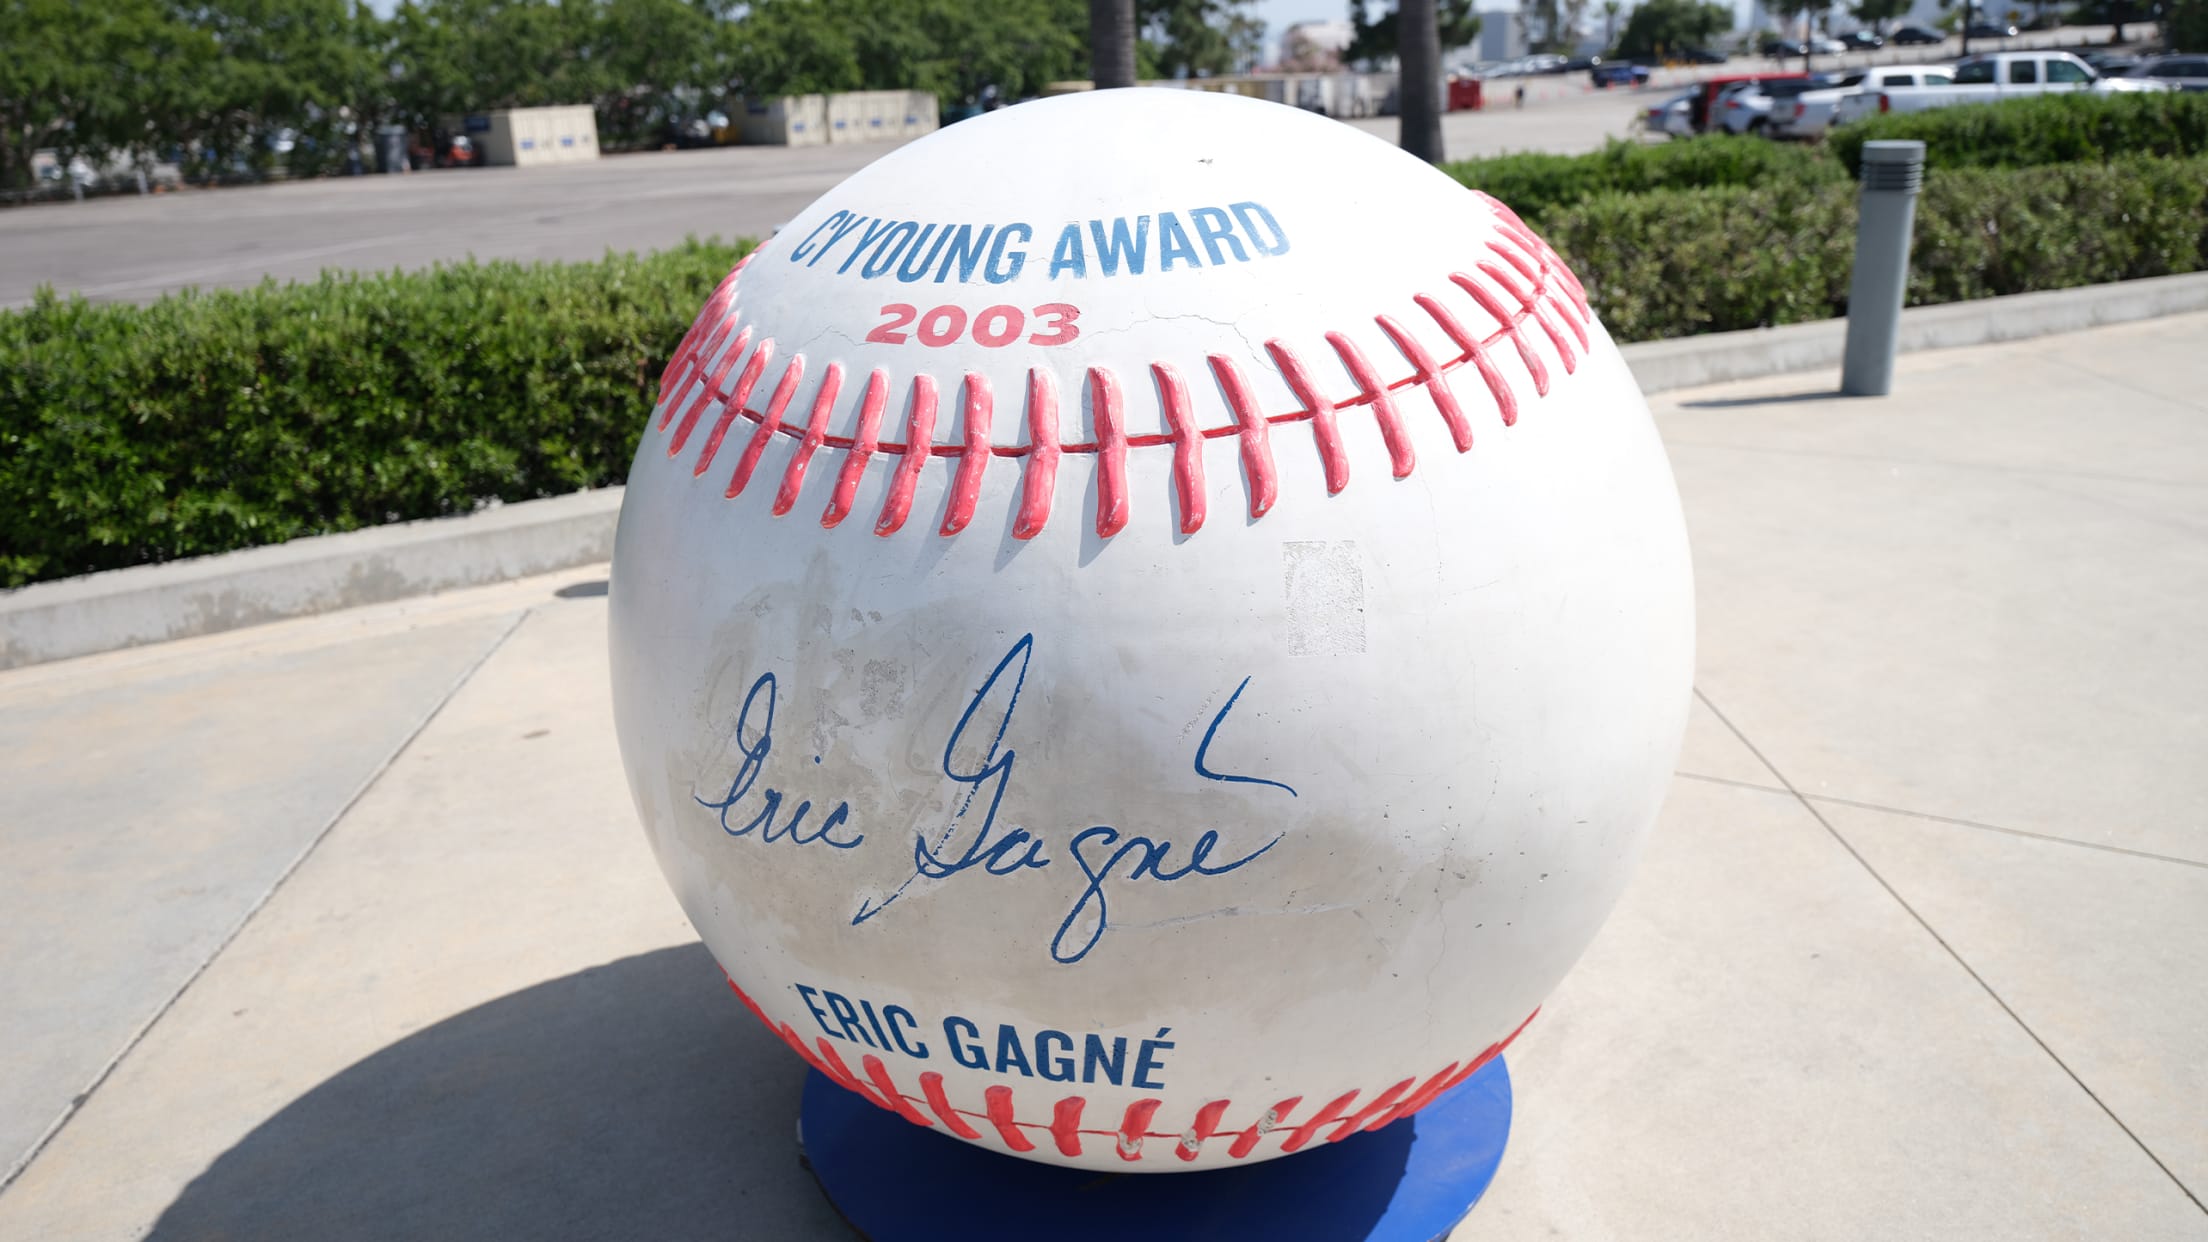 CY YOUNG AWARD
2003
Eric Gagné
ERIC GAGNÉ